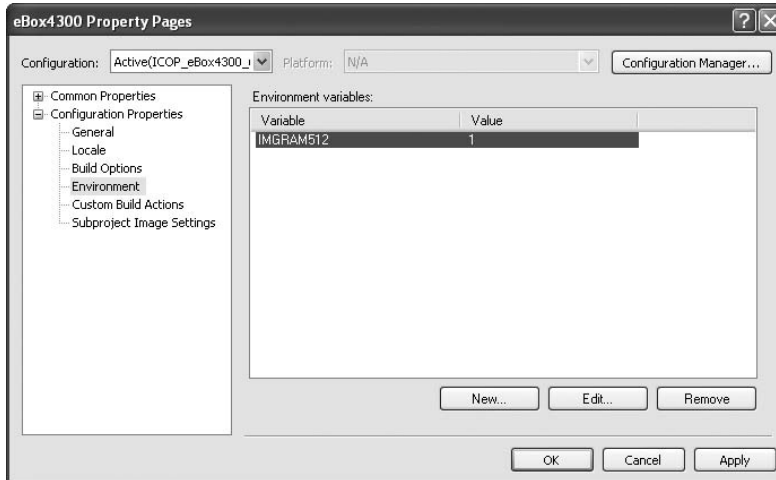 eBox4300 Property Pages
Configuration: Active(ICOP_eBox4300_ Platform: N/A Configuration Manager...
Common Properties
Configuration Properties
General
Locale
Build Options
Environment
Custom Build Actions
Subproject Image Settings
Environment variables:
Variable Value
IMGRAM512 1
New... Edit... Remove
OK Cancel Apply